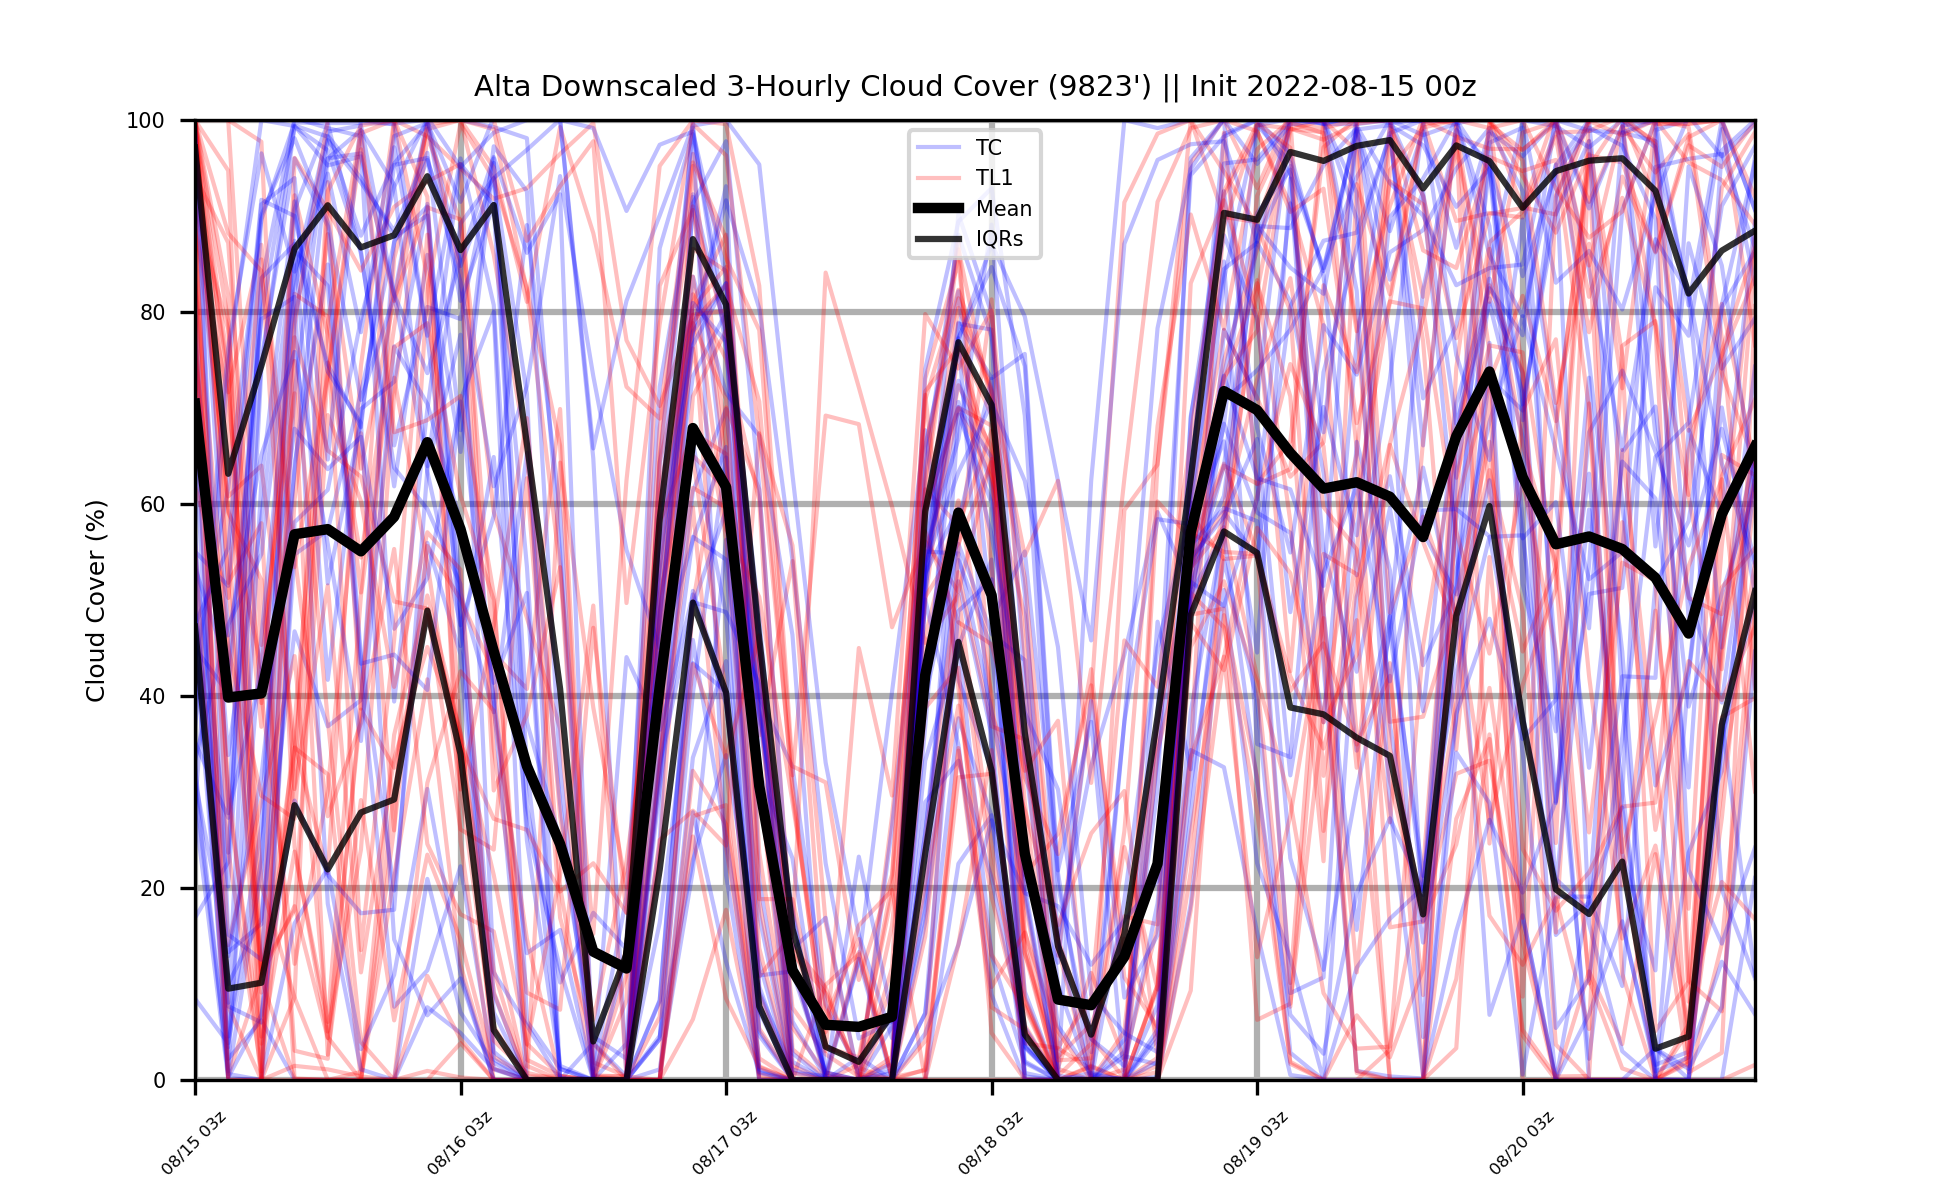 Alta Downscaled 3-Hourly Cloud Cover (9823') || Init 2022-08-15 00z
TC
TL1
Mean
IQRs
Cloud Cover (%)
100
80
60
40
20
0
08/15 03z
08/16 03z
08/17 03z
08/18 03z
08/19 03z
08/20 03z